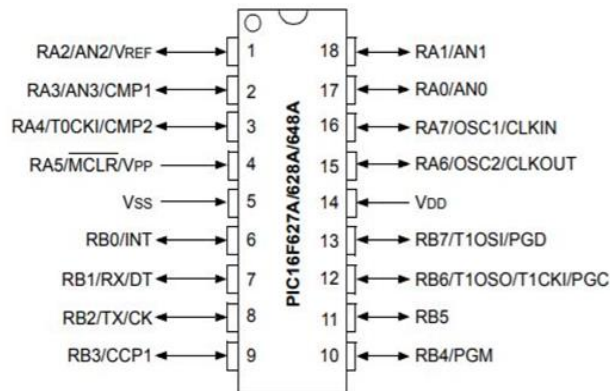 RA2/AN2/VREF 1 18 RA1/AN1
RA3/AN3/CMP1 2 17 RA0/AN0
RA4/T0CKI/CMP2 3 16 RA7/OSC1/CLKIN
RA5/MCLR/VPP 4 15 RA6/OSC2/CLKOUT
VSS 5 14 VDD
RB0/INT 6 13 RB7/T1OSI/PGD
RB1/RX/DT 7 12 RB6/T1OSO/T1CKI/PGC
RB2/TX/CK 8 11 RB5
RB3/CCP1 9 10 RB4/PGM
PIC16F627A/628A/648A